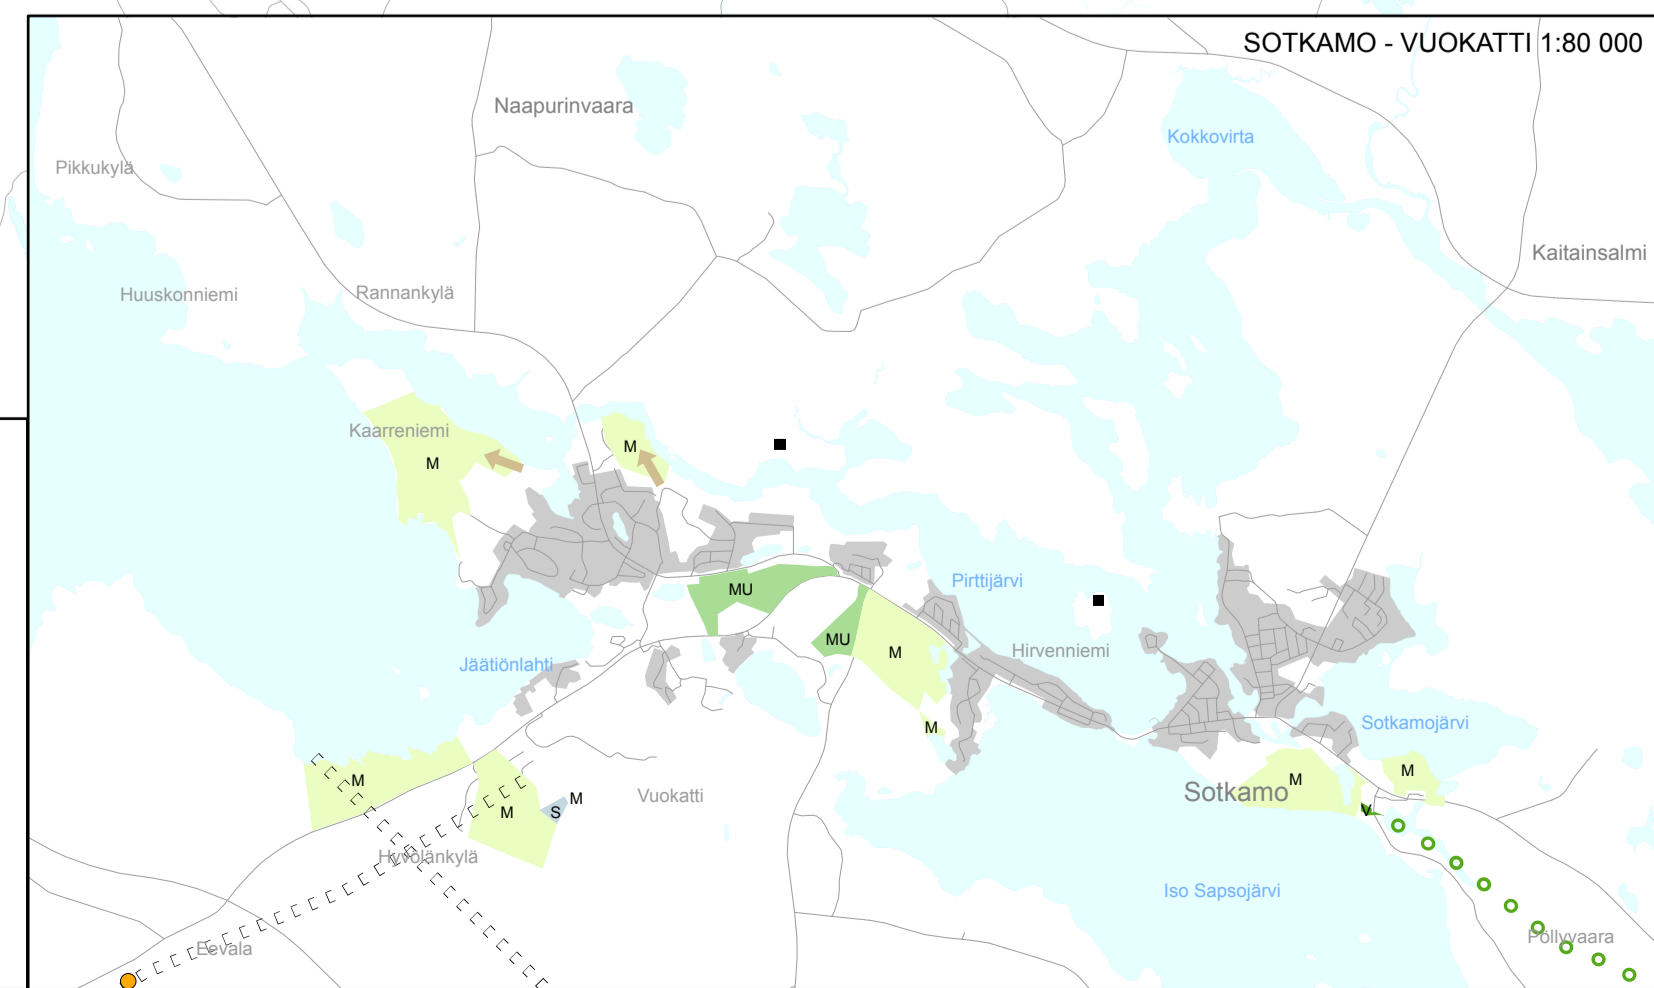 SOTKAMO - VUOKATTI 1:80 000
Naapurinvaara
Kokkovirta
Pikkukylä
Kaitainsalmi
Huuskonniemi
Rannankylä
Kaarreniemi
M
M
Pirttijärvi
MU
MU
M
Hirvenniemi
Jäätiönlahti
Sotkamojärvi
M
M
M
M
Sotkamo
Vuokatti
M
M
S
V
Hyvölänkylä
Iso Sapsojärvi
Pöllyvaara
Eevala